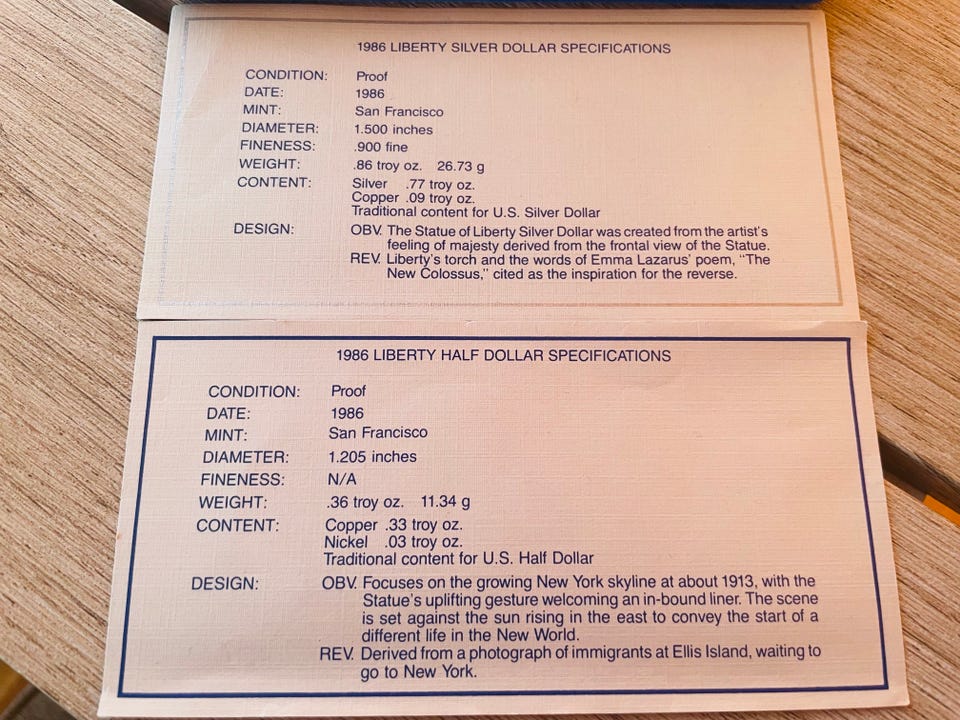 1986 LIBERTY SILVER DOLLAR SPECIFICATIONS
CONDITION: Proof
DATE: 1986
MINT: San Francisco
DIAMETER: 1.500 inches
FINENESS: .900 fine
WEIGHT: .86 troy oz. 26.73 g
CONTENT: Silver .77 troy oz.
Copper .09 troy oz.
Traditional content for U.S. Silver Dollar
DESIGN: OBV. The Statue of Liberty Silver Dollar was created from the artist's
feeling of majesty derived from the frontal view of the Statue.
REV. Liberty's torch and the words of Emma Lazarus' poem, "The
New Colossus," cited as the inspiration for the reverse.
1986 LIBERTY HALF DOLLAR SPECIFICATIONS
CONDITION: Proof
DATE: 1986
MINT: San Francisco
DIAMETER: 1.205 inches
FINENESS: N/A
WEIGHT: .36 troy oz. 11.34 g
CONTENT: Copper .33 troy oz.
Nickel .03 troy oz.
Traditional content for U.S. Half Dollar
DESIGN: OBV. Focuses on the growing New York skyline at about 1913, with the
Statue's uplifting gesture welcoming an in-bound liner. The scene
is set against the sun rising in the east to convey the start of a
different life in the New World.
REV. Derived from a photograph of immigrants at Ellis Island, waiting to
go to New York.